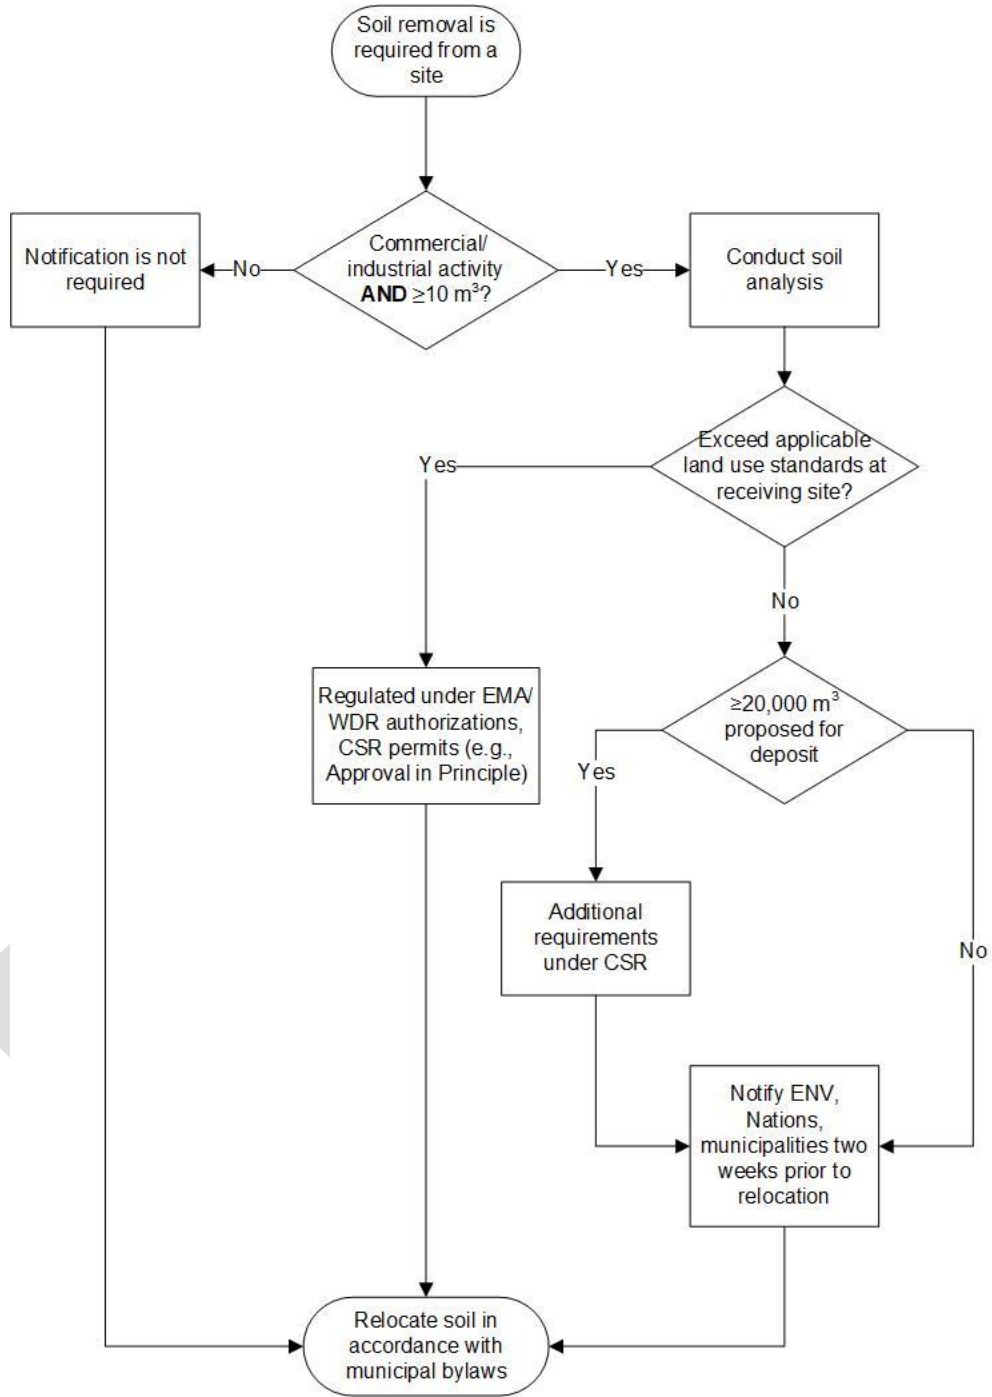 Soil removal is
required from a
site
Commercial/
industrial activity
AND ≥10 m³?
No
Yes
Notification is not
required
Conduct soil
analysis
Exceed applicable
land use standards at
receiving site?
Yes
No
Regulated under EMA/
WDR authorizations,
CSR permits (e.g.,
Approval in Principle)
≥20,000 m³
proposed for
deposit
Yes
No
Additional
requirements
under CSR
Notify ENV,
Nations,
municipalities two
weeks prior to
relocation
Relocate soil in
accordance with
municipal bylaws